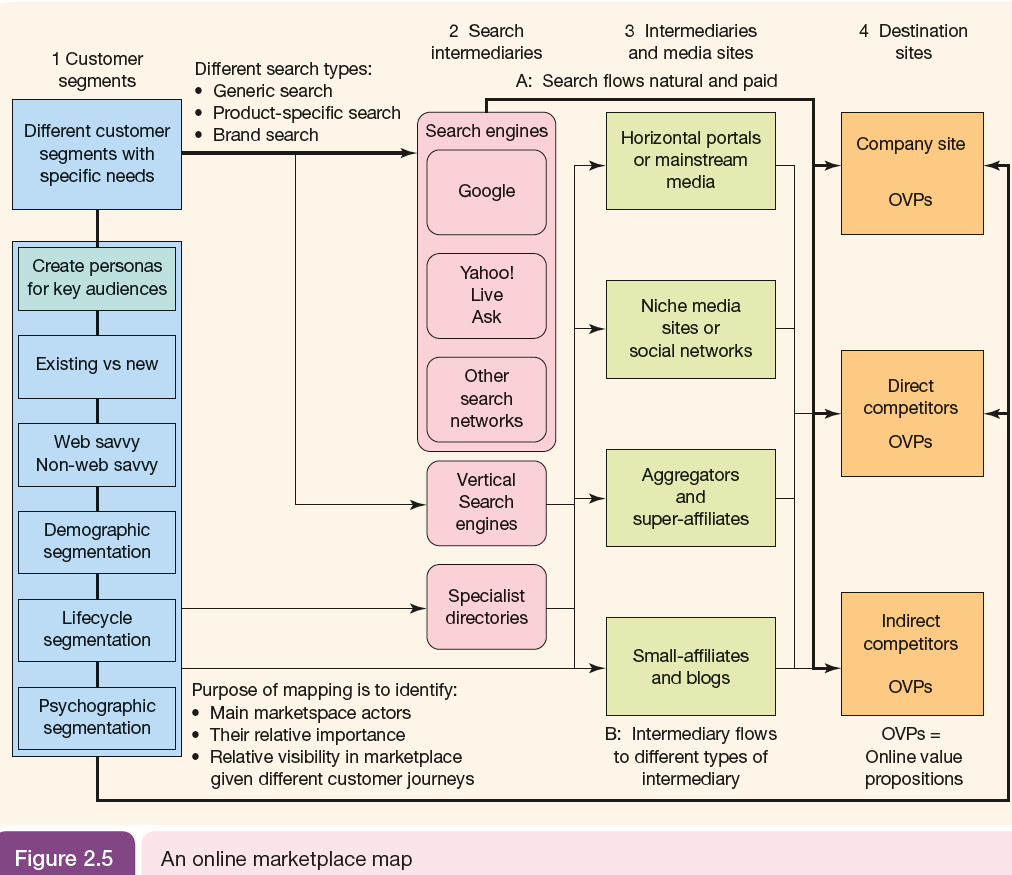 1 Customer
segments
Different search types:
• Generic search
• Product-specific search
• Brand search
2 Search
intermediaries
3 Intermediaries
and media sites
4 Destination
sites
A: Search flows natural and paid
Different customer
segments with
specific needs
Create personas
for key audiences
Existing vs new
Web savvy
Non-web savvy
Demographic
segmentation
Lifecycle
segmentation
Psychographic
segmentation
Search engines
Google
Yahoo!
Live
Ask
Other
search
networks
Vertical
Search
engines
Specialist
directories
Horizontal portals
or mainstream
media
Niche media
sites or
social networks
Aggregators
and
super-affiliates
Small-affiliates
and blogs
Company site
OVPs
Direct
competitors
OVPs
Indirect
competitors
OVPs
Purpose of mapping is to identify:
• Main marketspace actors
• Their relative importance
• Relative visibility in marketplace
given different customer journeys
B: Intermediary flows
to different types of
intermediary
OVPs =
Online value
propositions
Figure 2.5
An online marketplace map